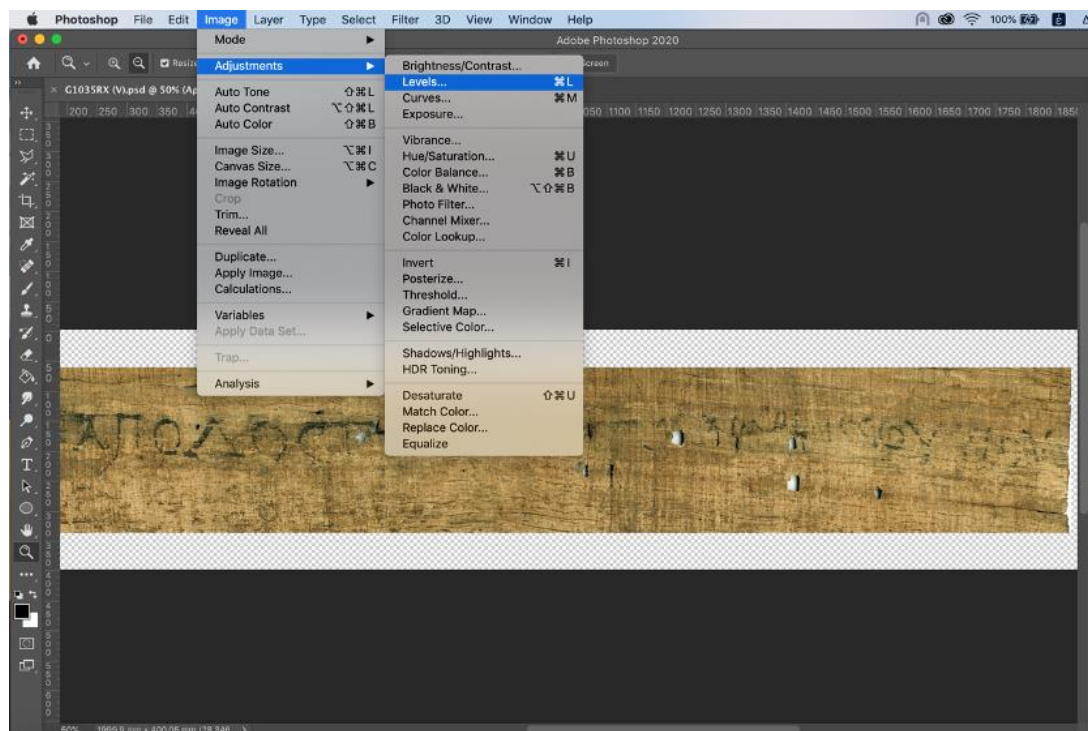 Photoshop File Edit Image Layer Type Select Filter 3D View Window Help 100%
Adobe Photoshop 2020
Mode
Adjustments
Auto Tone ⇧⌘L
Auto Contrast ⌥⇧⌘L
Auto Color ⇧⌘B
Image Size... ⌥⌘I
Canvas Size... ⌥⌘C
Image Rotation
Crop
Trim...
Reveal All
Duplicate...
Apply Image...
Calculations...
Variables
Apply Data Set...
Trap...
Analysis
Brightness/Contrast...
Levels... ⌘L
Curves... ⌘M
Exposure...
Vibrance...
Hue/Saturation... ⌘U
Color Balance... ⌘B
Black & White... ⌥⇧⌘B
Photo Filter...
Channel Mixer...
Color Lookup...
Invert ⌘I
Posterize...
Threshold...
Gradient Map...
Selective Color...
Shadows/Highlights...
HDR Toning...
Desaturate ⇧⌘U
Match Color...
Replace Color...
Equalize
G1035RX (V).psd @ 50%
200 250 300 350 1100 1150 1200 1250 1300 1350 1400 1450 1500 1550 1600 1650 1700 1750 1800
50%